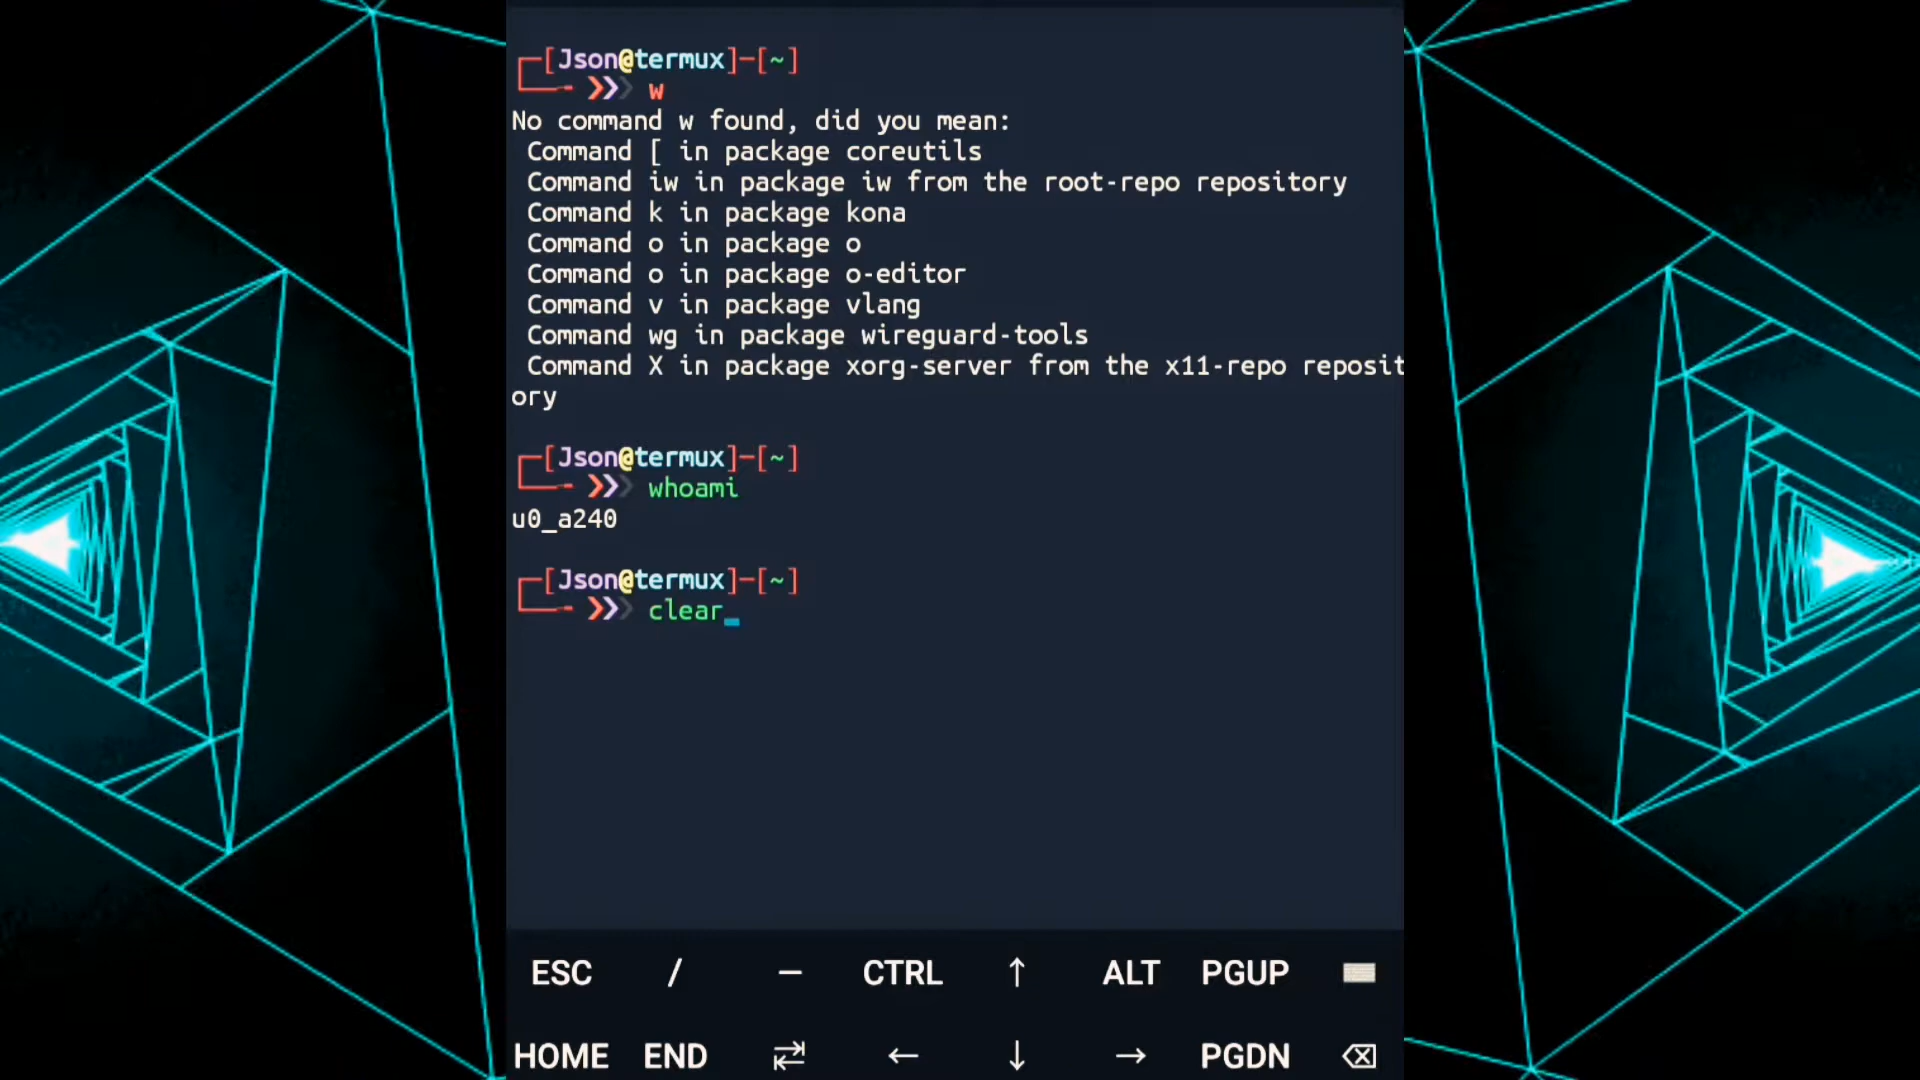 ┌─[Json@termux]─[~]
└──╼ ❯❯❯ w
No command w found, did you mean:
 Command [ in package coreutils
 Command iw in package iw from the root-repo repository
 Command k in package kona
 Command o in package o
 Command o in package o-editor
 Command v in package vlang
 Command wg in package wireguard-tools
 Command X in package xorg-server from the x11-repo reposit
ory
┌─[Json@termux]─[~]
└──╼ ❯❯❯ whoami
u0_a240
┌─[Json@termux]─[~]
└──╼ ❯❯❯ clear
ESC / — CTRL ↑ ALT PGUP
HOME END ⇄ ← ↓ → PGDN ⌫